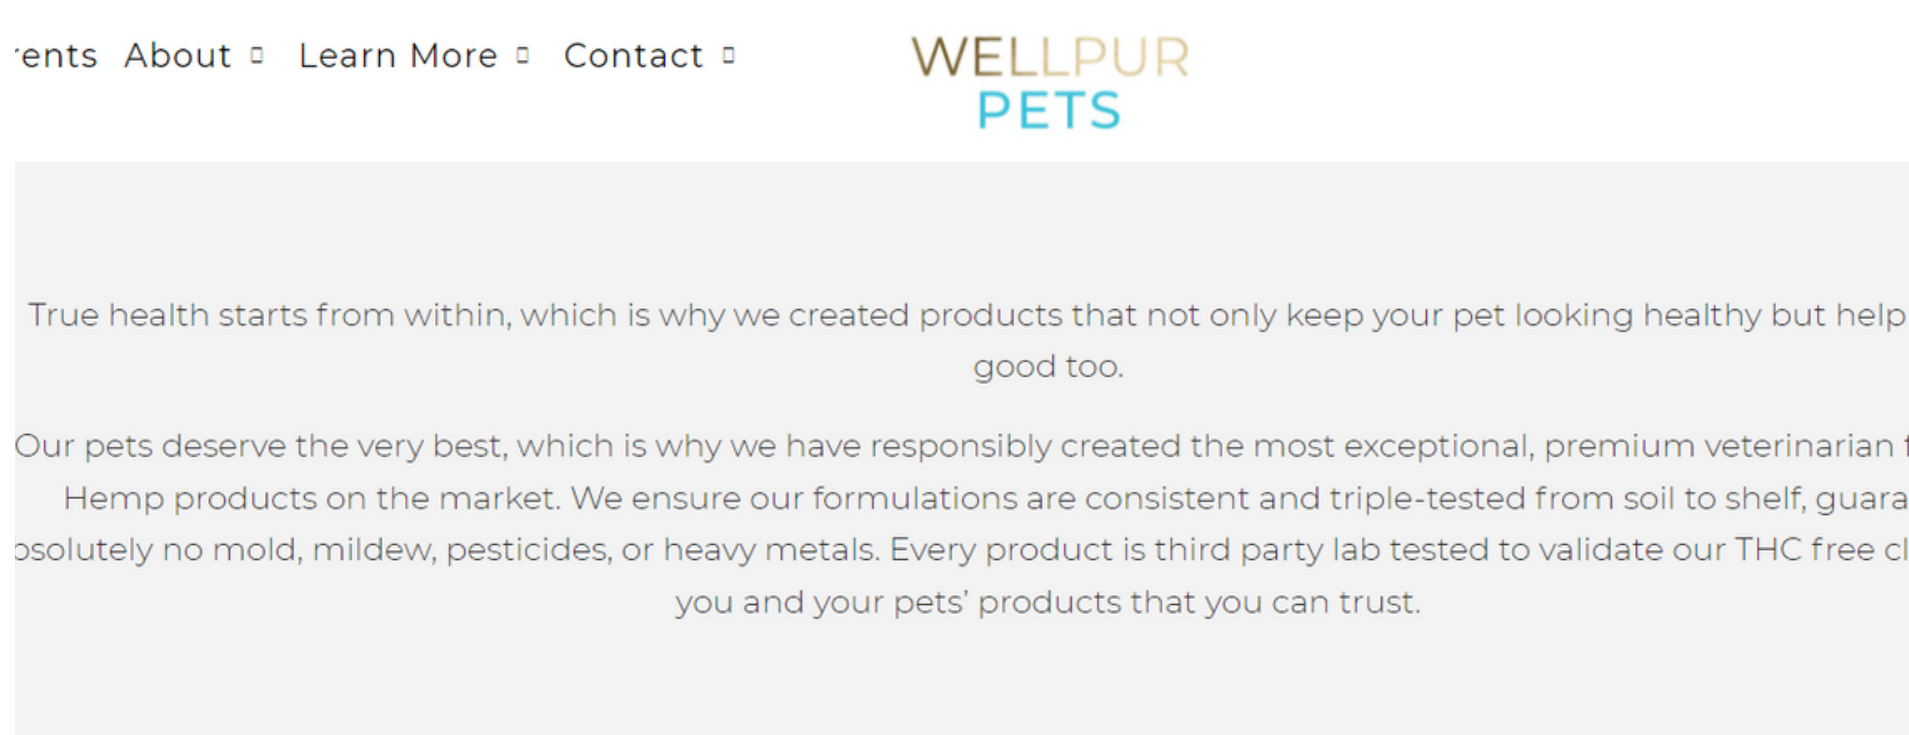 About Learn More Contact
WELLPUR
PETS
True health starts from within, which is why we created products that not only keep your pet looking healthy but help
good too.
Our pets deserve the very best, which is why we have responsibly created the most exceptional, premium veterinarian
Hemp products on the market. We ensure our formulations are consistent and triple-tested from soil to shelf,
no mold, mildew, pesticides, or heavy metals. Every product is third party lab tested to validate our THC free
you and your pets’ products that you can trust.